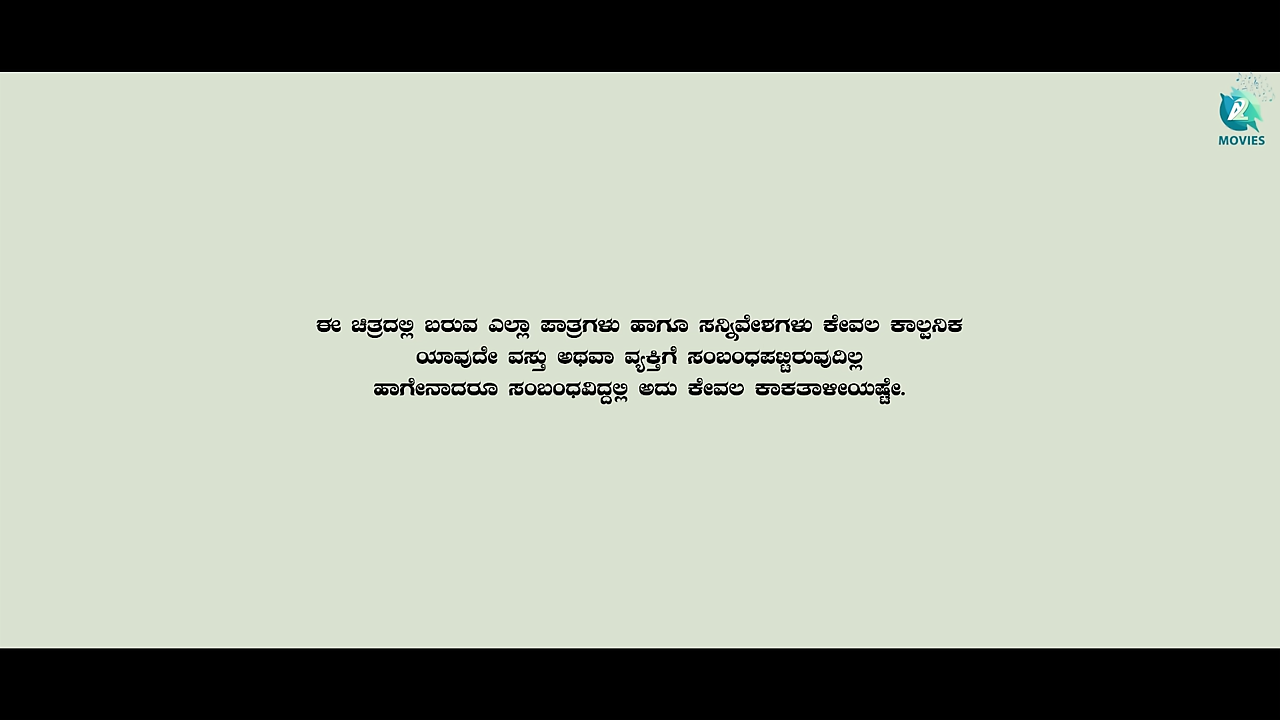 2
MOVIES
ಈ ಚಿತ್ರದಲ್ಲಿ ಬರುವ ಎಲ್ಲಾ ಪಾತ್ರಗಳು ಹಾಗೂ ಸನ್ನಿವೇಶಗಳು ಕೇವಲ ಕಾಲ್ಪನಿಕ
ಯಾವುದೇ ವಸ್ತು ಅಥವಾ ವ್ಯಕ್ತಿಗೆ ಸಂಬಂಧಪಟ್ಟಿರುವುದಿಲ್ಲ
ಹಾಗೇನಾದರೂ ಸಂಬಂಧವಿದ್ದಲ್ಲಿ ಅದು ಕೇವಲ ಕಾಕತಾಳೀಯಷ್ಟೇ.